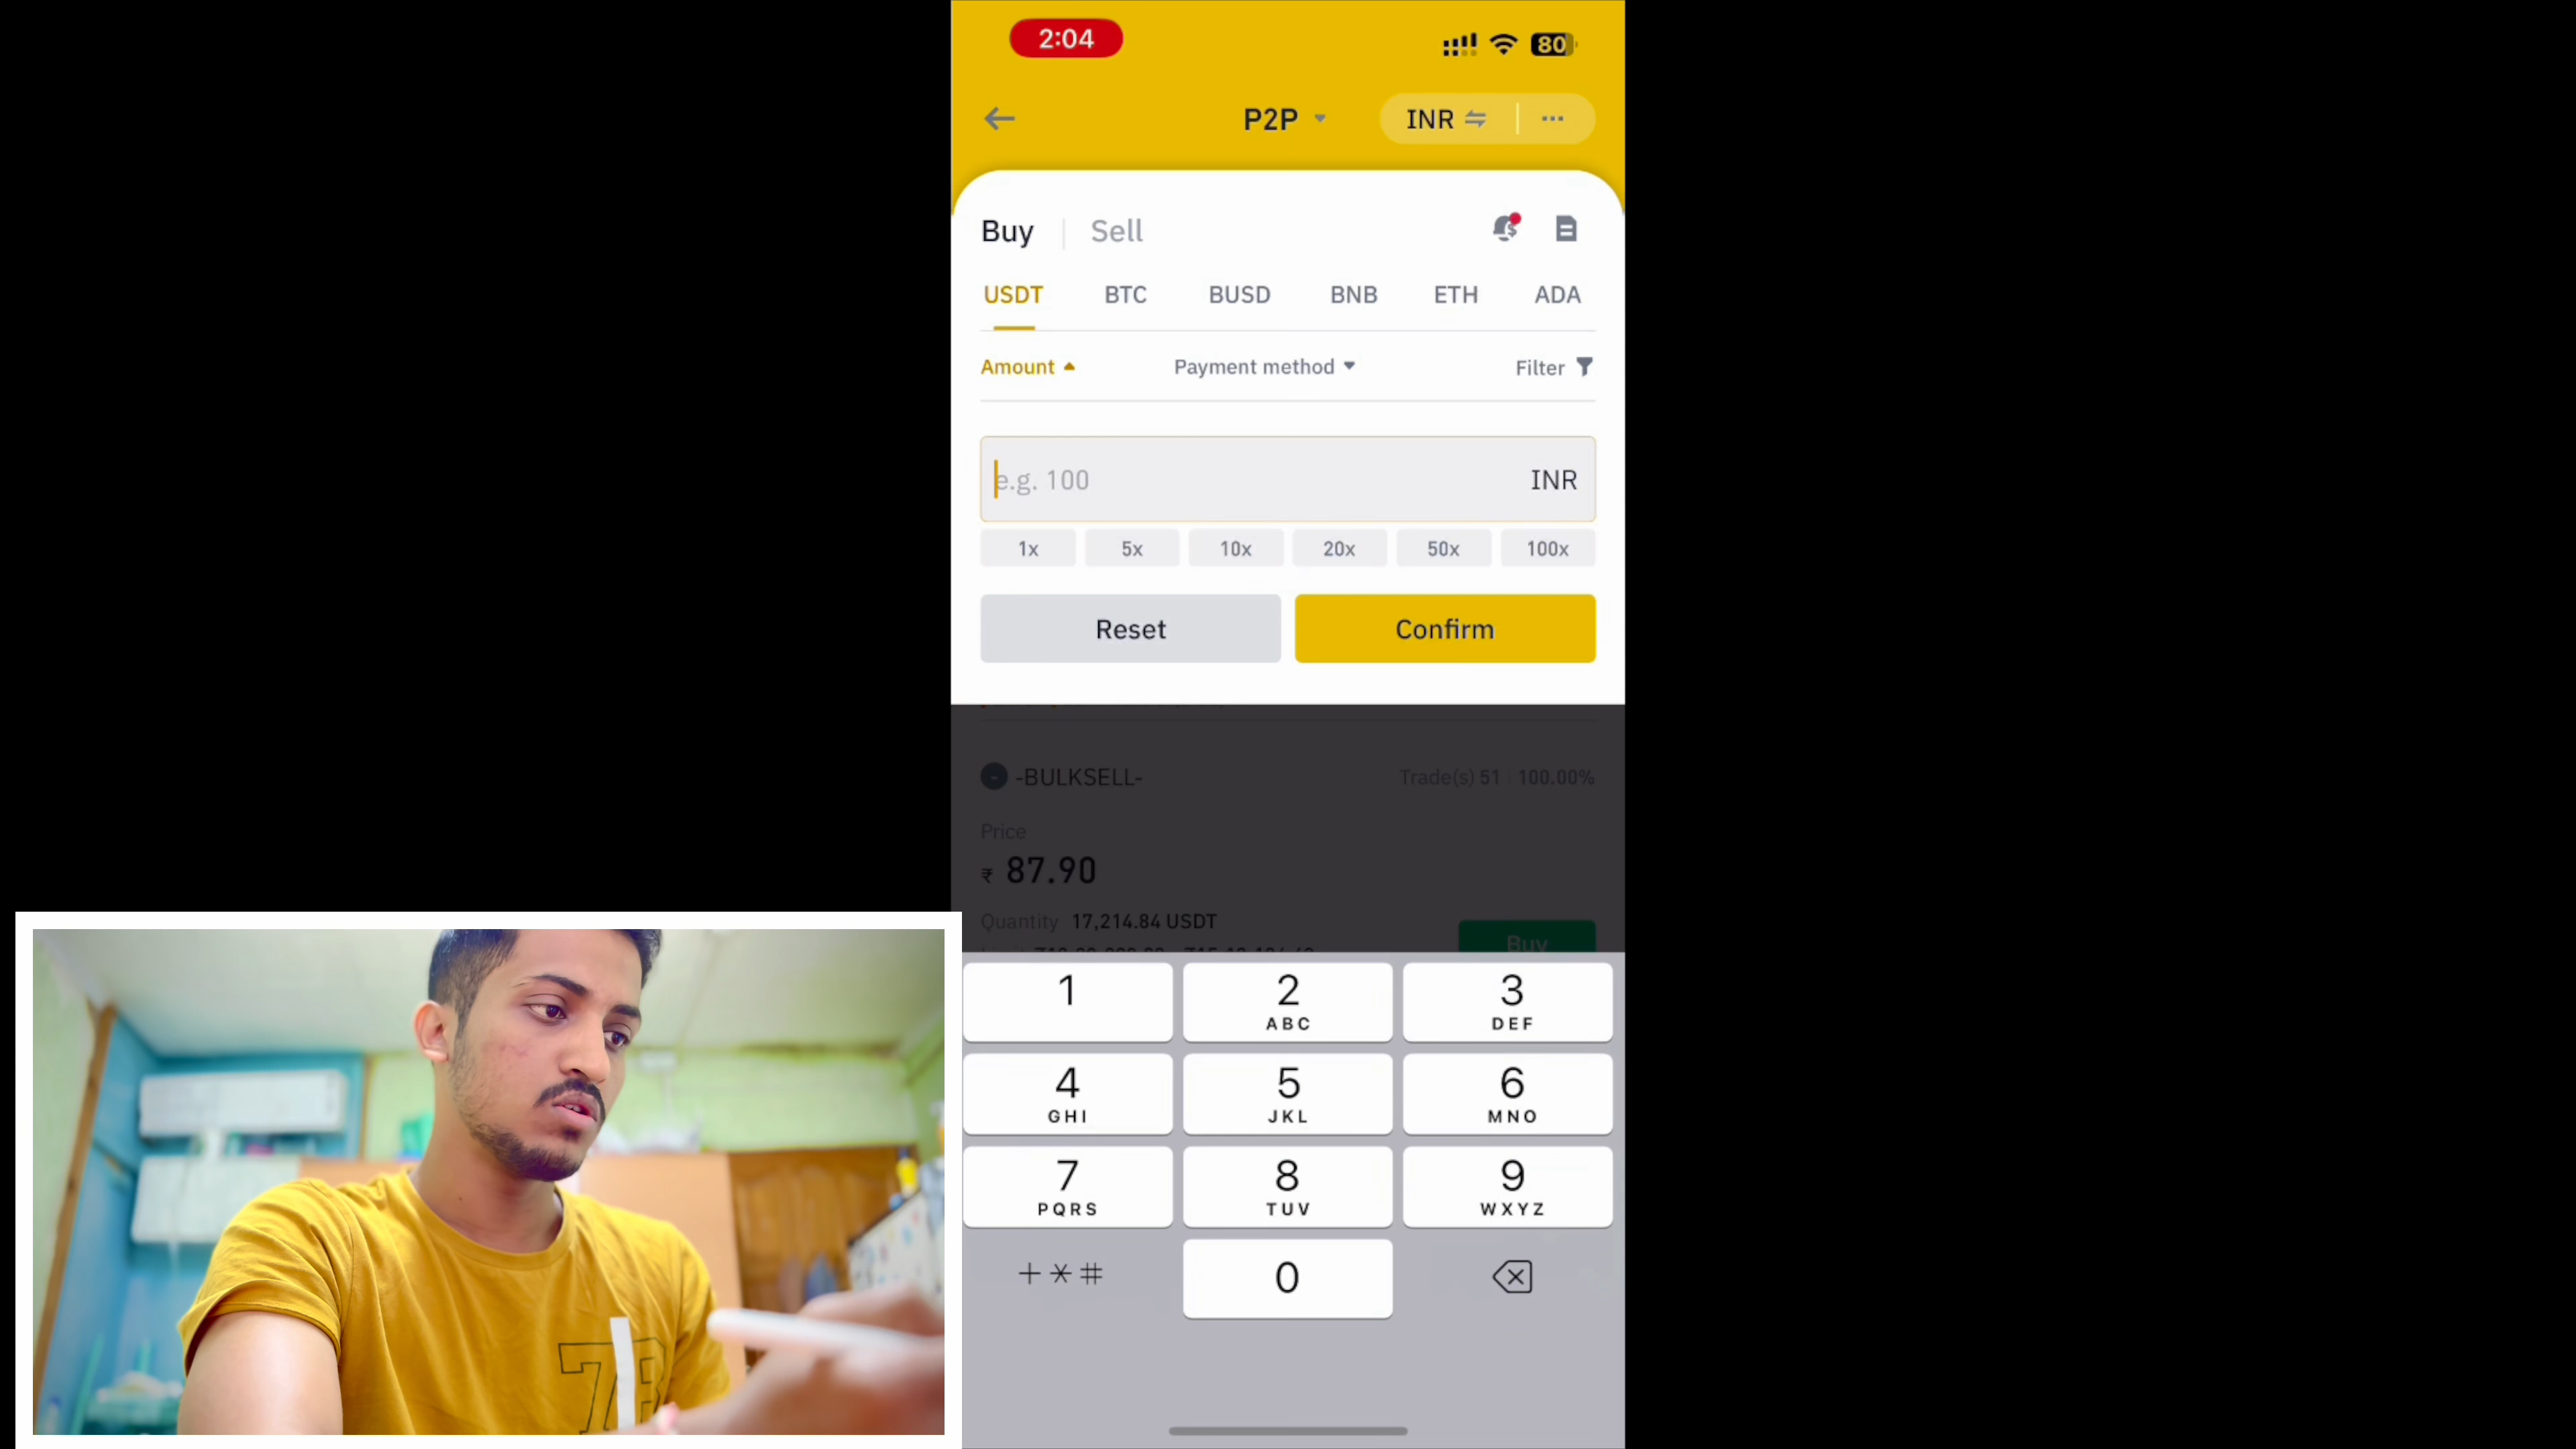 2:04
80
P2P
INR
Buy
Sell
USDT
BTC
BUSD
BNB
ETH
ADA
Amount
Payment method
Filter
e.g. 100
INR
1x
5x
10x
20x
50x
100x
Reset
Confirm
-BULKSELL-
Trade(s) 51 | 100.00%
Price
₹ 87.90
Quantity 17,214.84 USDT
Buy
1
2
ABC
3
DEF
4
GHI
5
JKL
6
MNO
7
PQRS
8
TUV
9
WXYZ
+*#
0